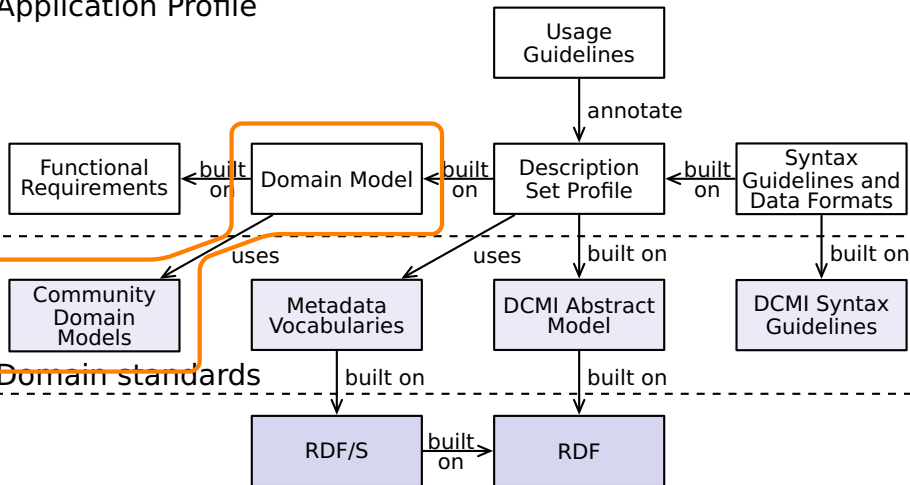 Application Profile
Usage
Guidelines
annotate
Functional
Requirements
built
on
Domain Model
built
on
Description
Set Profile
built
on
Syntax
Guidelines and
Data Formats
uses
uses
built on
built on
Community
Domain
Models
Metadata
Vocabularies
DCMI Abstract
Model
DCMI Syntax
Guidelines
Domain standards
built on
built on
RDF/S
built
on
RDF